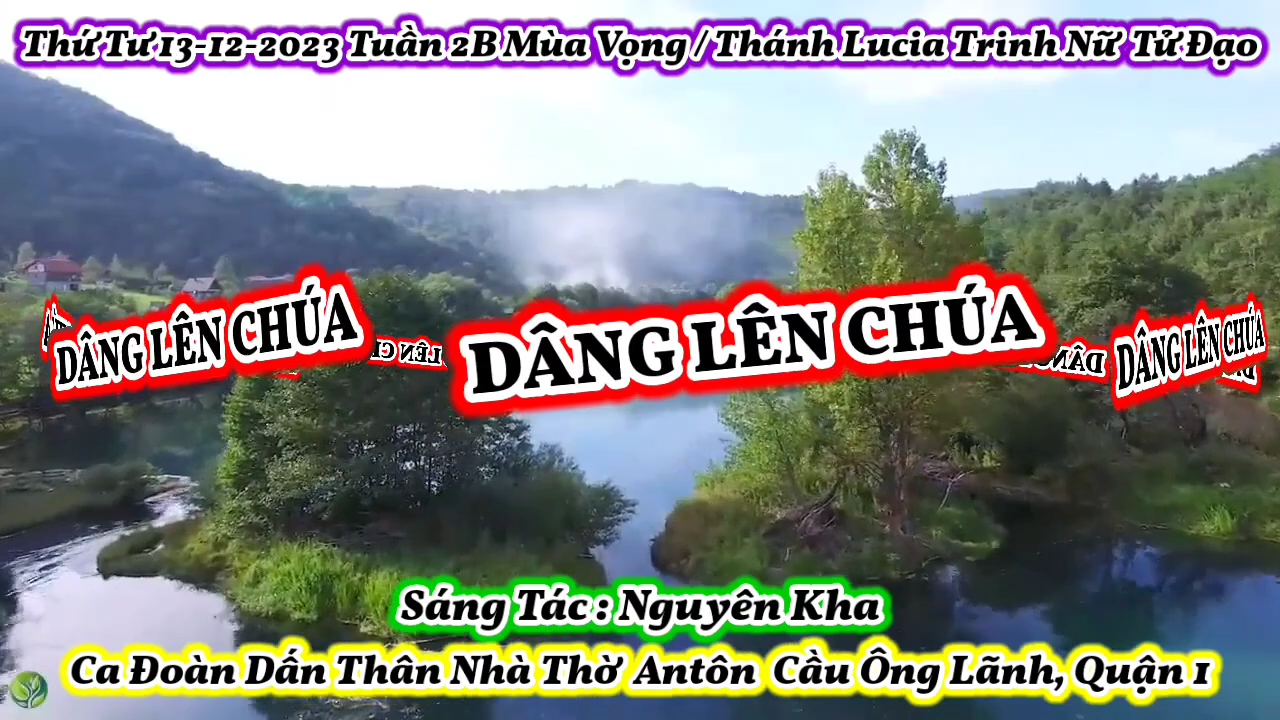 Thứ Tư 13-12-2023 Tuần 2B Mùa Vọng / Thánh Lucia Trinh Nữ Tử Đạo
DÂNG LÊN CHÚA
DÂNG LÊN CHÚA
DÂNG LÊN CHÚA
Sáng Tác : Nguyên Kha
Ca Đoàn Dấn Thân Nhà Thờ Antôn Cầu Ông Lãnh, Quận 1